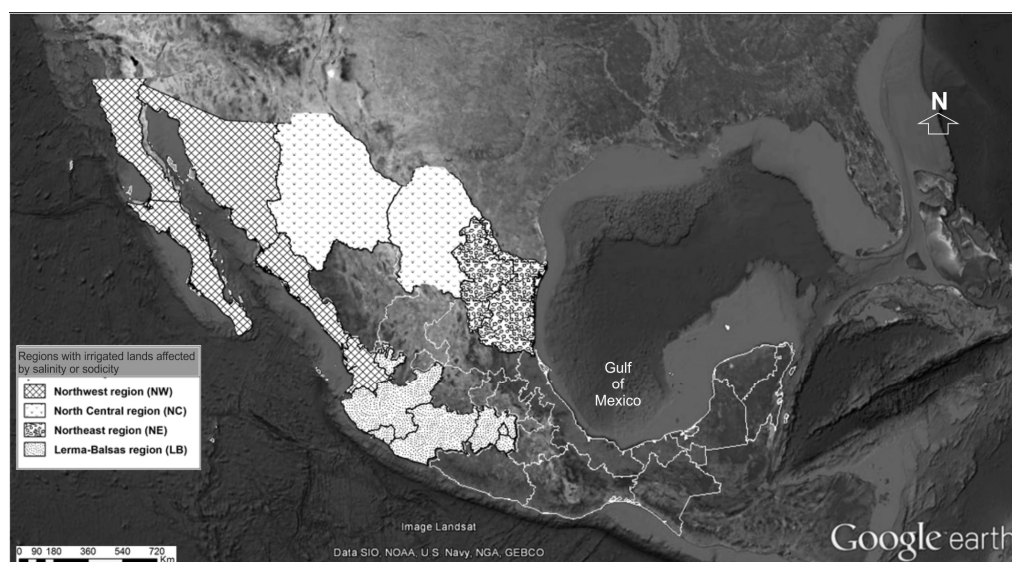 N
Gulf
of
Mexico
Regions with irrigated lands affected
by salinity or sodicity
Northwest region (NW)
North Central region (NC)
Northeast region (NE)
Lerma-Balsas region (LB)
Image Landsat
Data SIO, NOAA, U.S. Navy, NGA, GEBCO
Google earth
0 90 180 360 540 720
Km